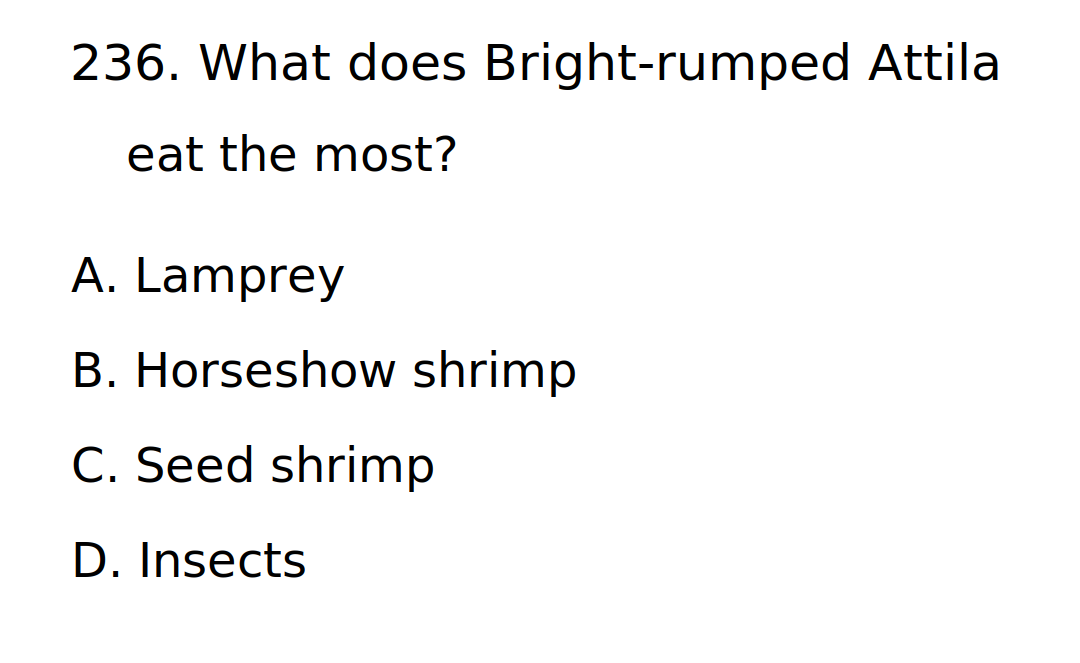 236. What does Bright-rumped Attila
eat the most?
A. Lamprey
B. Horseshow shrimp
C. Seed shrimp
D. Insects